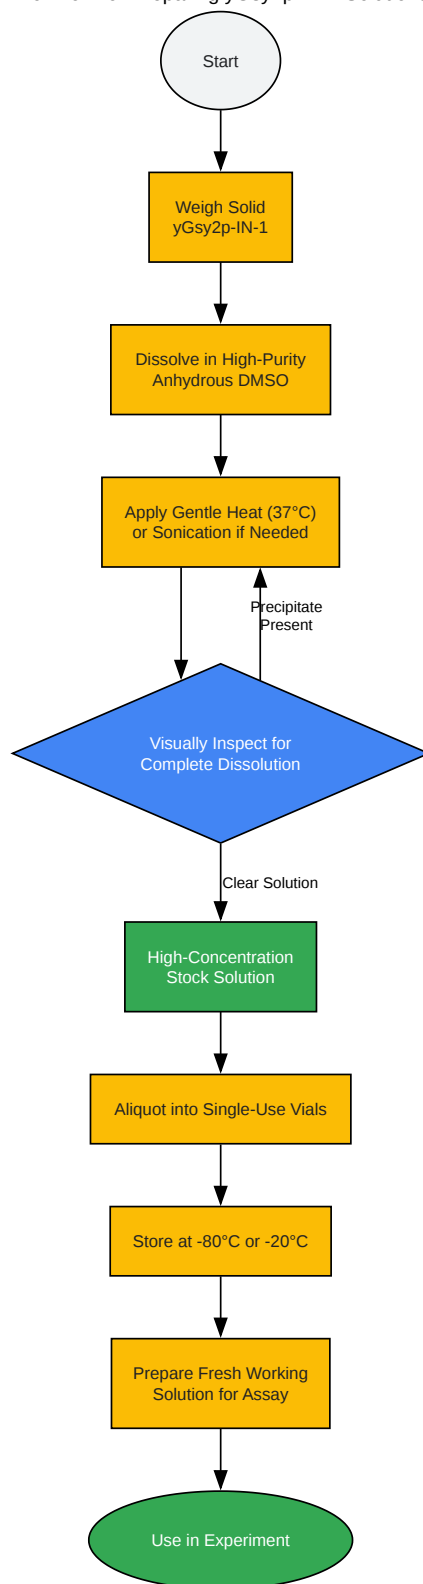 Start
Weigh Solid
yGsy2p-IN-1
Dissolve in High-Purity
Anhydrous DMSO
Apply Gentle Heat (37°C)
or Sonication if Needed
Precipitate
Present
Visually Inspect for
Complete Dissolution
Clear Solution
High-Concentration
Stock Solution
Aliquot into Single-Use Vials
Store at -80°C or -20°C
Prepare Fresh Working
Solution for Assay
Use in Experiment